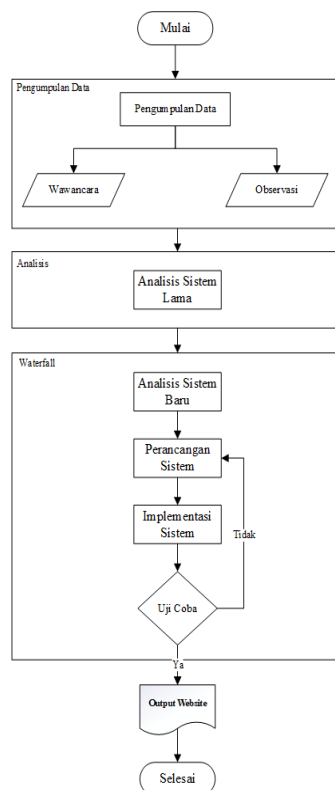 Mulai
Pengumpulan Data
Pengumpulan Data
Wawancara
Observasi
Analisis
Analisis Sistem
Lama
Waterfall
Analisis Sistem
Baru
Perancangan
Sistem
Implementasi
Sistem
Tidak
Uji Coba
Ya
Output Website
Selesai